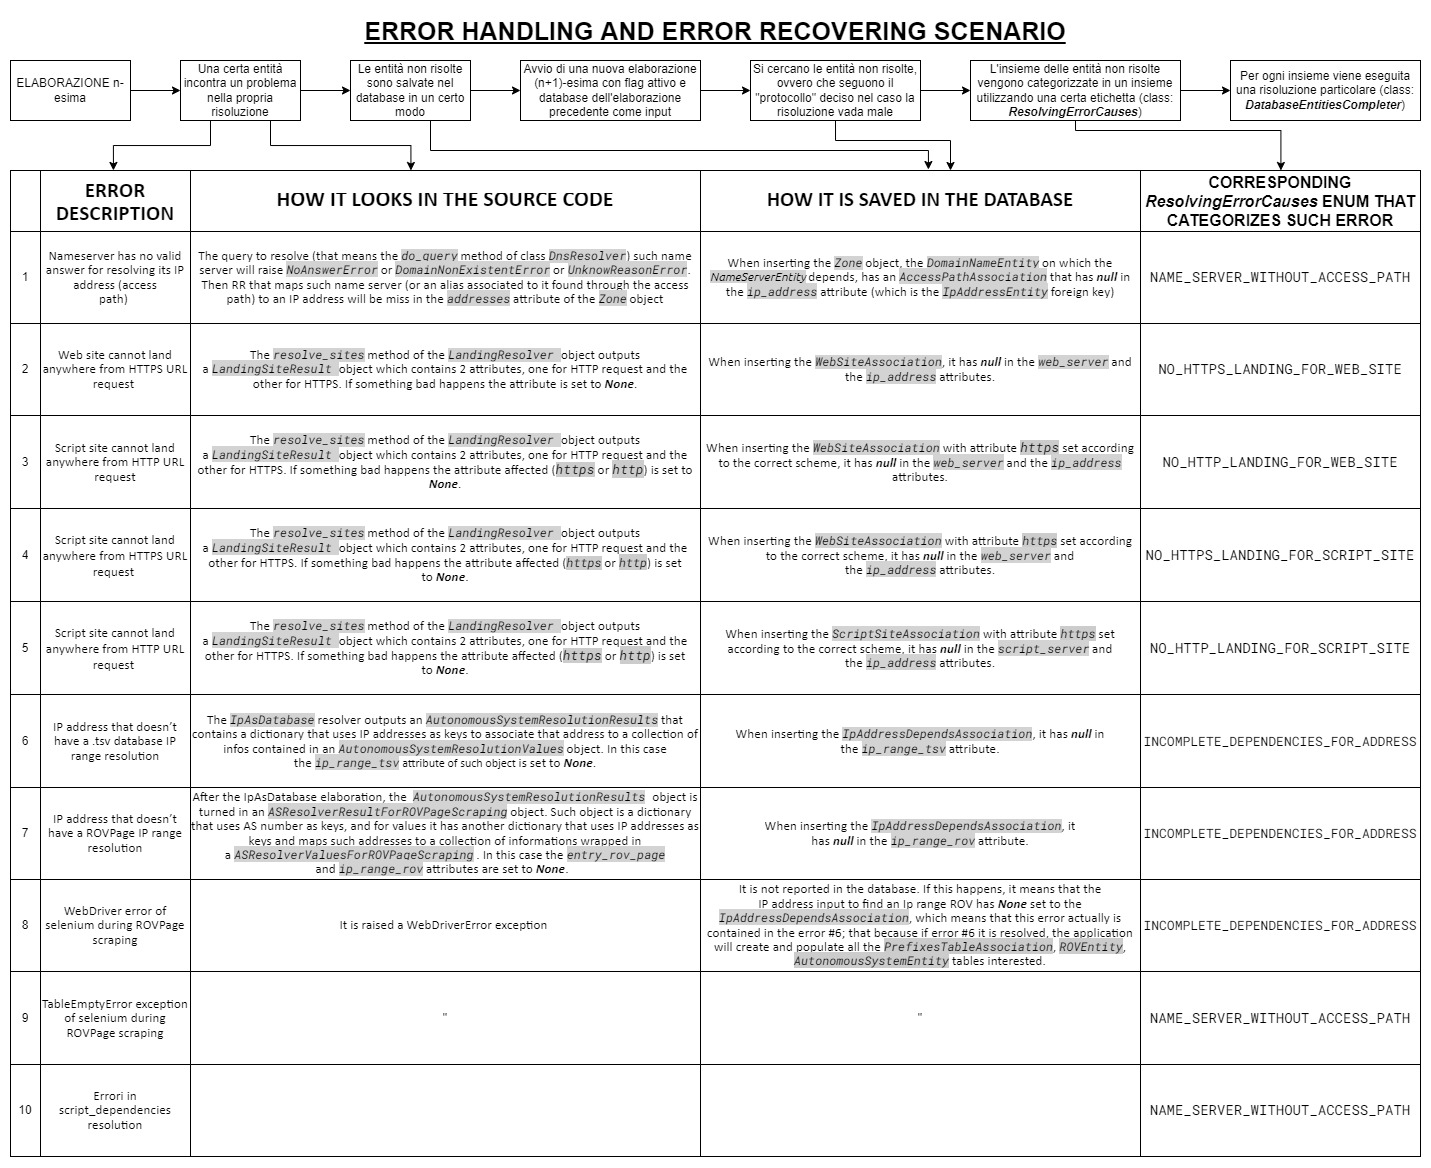 ERROR HANDLING AND ERROR RECOVERING SCENARIO
ELABORAZIONE n-
esima
Una certa entità
incontra un problema
nella propria
risoluzione
Le entità non risolte
sono salvate nel
database in un certo
modo
Avvio di una nuova elaborazione
(n+1)-esima con flag attivo e
database dell'elaborazione
precedente come input
Si cercano le entità non risolte,
ovvero che seguono il
"protocollo" deciso nel caso la
risoluzione vada male
L'insieme delle entità non risolte
vengono categorizzate in un insieme
utilizzando una certa etichetta (class:
ResolvingErrorCauses)
Per ogni insieme viene eseguita
una risoluzione particolare (class:
DatabaseEntitiesCompleter)
ERROR
DESCRIPTION
HOW IT LOOKS IN THE SOURCE CODE
HOW IT IS SAVED IN THE DATABASE
CORRESPONDING
ResolvingErrorCauses ENUM THAT
CATEGORIZES SUCH ERROR
1
Nameserver has no valid
answer for resolving its IP
address (access
path)
The query to resolve (that means the do_query method of class DnsResolver) such name
server will raise NoAnswerError or DomainNonExistentError or UnknowReasonError.
Then RR that maps such name server (or an alias associated to it found through the access
path) to an IP address will be miss in the addresses attribute of the Zone object
When inserting the Zone object, the DomainNameEntity on which the
NameServerEntity depends, has an AccessPathAssociation that has null in
the ip_address attribute (which is the IpAddressEntity foreign key)
NAME_SERVER_WITHOUT_ACCESS_PATH
2
Web site cannot land
anywhere from HTTPS URL
request
The resolve_sites method of the LandingResolver object outputs
a LandingSiteResult object which contains 2 attributes, one for HTTP request and the
other for HTTPS. If something bad happens the attribute is set to None.
When inserting the WebSiteAssociation, it has null in the web_server and
the ip_address attributes.
NO_HTTPS_LANDING_FOR_WEB_SITE
3
Script site cannot land
anywhere from HTTP URL
request
The resolve_sites method of the LandingResolver object outputs
a LandingSiteResult object which contains 2 attributes, one for HTTP request and the
other for HTTPS. If something bad happens the attribute affected (https or http) is set to
None.
When inserting the WebSiteAssociation with attribute https set according
to the correct scheme, it has null in the web_server and the ip_address
attributes.
NO_HTTP_LANDING_FOR_WEB_SITE
4
Script site cannot land
anywhere from HTTPS URL
request
The resolve_sites method of the LandingResolver object outputs
a LandingSiteResult object which contains 2 attributes, one for HTTP request and the
other for HTTPS. If something bad happens the attribute affected (https or http) is set
to None.
When inserting the WebSiteAssociation with attribute https set according
to the correct scheme, it has null in the web_server and
the ip_address attributes.
NO_HTTPS_LANDING_FOR_SCRIPT_SITE
5
Script site cannot land
anywhere from HTTP URL
request
The resolve_sites method of the LandingResolver object outputs
a LandingSiteResult object which contains 2 attributes, one for HTTP request and the
other for HTTPS. If something bad happens the attribute affected (https or http) is set
to None.
When inserting the ScriptSiteAssociation with attribute https set
according to the correct scheme, it has null in the script_server and
the ip_address attributes.
NO_HTTP_LANDING_FOR_SCRIPT_SITE
6
IP address that doesn't
have a .tsv database IP
range resolution
The IpAsDatabase resolver outputs an AutonomousSystemResolutionResults that
contains a dictionary that uses IP addresses as keys to associate that address to a collection of
infos contained in an AutonomousSystemResolutionValues object. In this case
the ip_range_tsv attribute of such object is set to None.
When inserting the IpAddressDependsAssociation, it has null in
the ip_range_tsv attribute.
INCOMPLETE_DEPENDENCIES_FOR_ADDRESS
7
IP address that doesn't
have a ROVPage IP range
resolution
After the IpAsDatabase elaboration, the AutonomousSystemResolutionResults object is
turned in an ASResolverResultForROVPageScraping object. Such object is a dictionary
that uses AS number as keys, and for values it has another dictionary that uses IP addresses as
keys and maps such addresses to a collection of informations wrapped in
a ASResolverValuesForROVPageScraping . In this case the entry_rov_page
and ip_range_rov attributes are set to None.
When inserting the IpAddressDependsAssociation, it
has null in the ip_range_rov attribute.
INCOMPLETE_DEPENDENCIES_FOR_ADDRESS
8
WebDriver error of
selenium during ROVPage
scraping
It is raised a WebDriverError exception
It is not reported in the database. If this happens, it means that the
IP address input to find an Ip range ROV has None set to the
IpAddressDependsAssociation, which means that this error actually is
contained in the error #6; that because if error #6 it is resolved, the application
will create and populate all the PrefixesTableAssociation, ROVEntity,
AutonomousSystemEntity tables interested.
INCOMPLETE_DEPENDENCIES_FOR_ADDRESS
9
TableEmptyError exception
of selenium during
ROVPage scraping
"
"
NAME_SERVER_WITHOUT_ACCESS_PATH
10
Errori in
script_dependencies
resolution
NAME_SERVER_WITHOUT_ACCESS_PATH